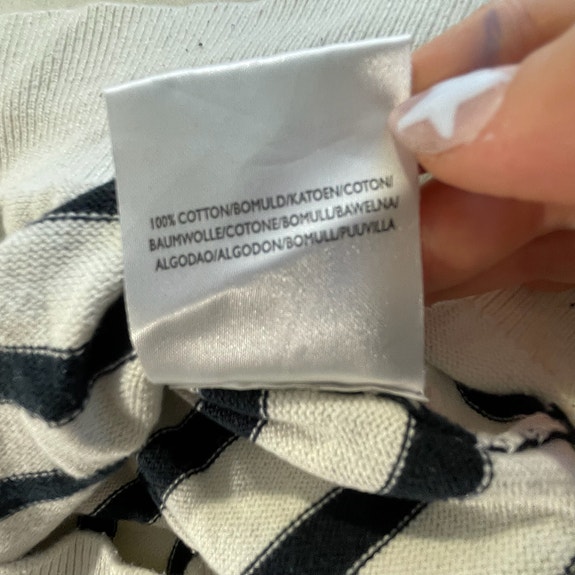 100% COTTON/BOMULD/KATOEN/COTON/
BAUMWOLLE/COTONE/BOMULL/BAWELNA/
ALGODAO/ALGODON/BOMULL/PUUVILLA